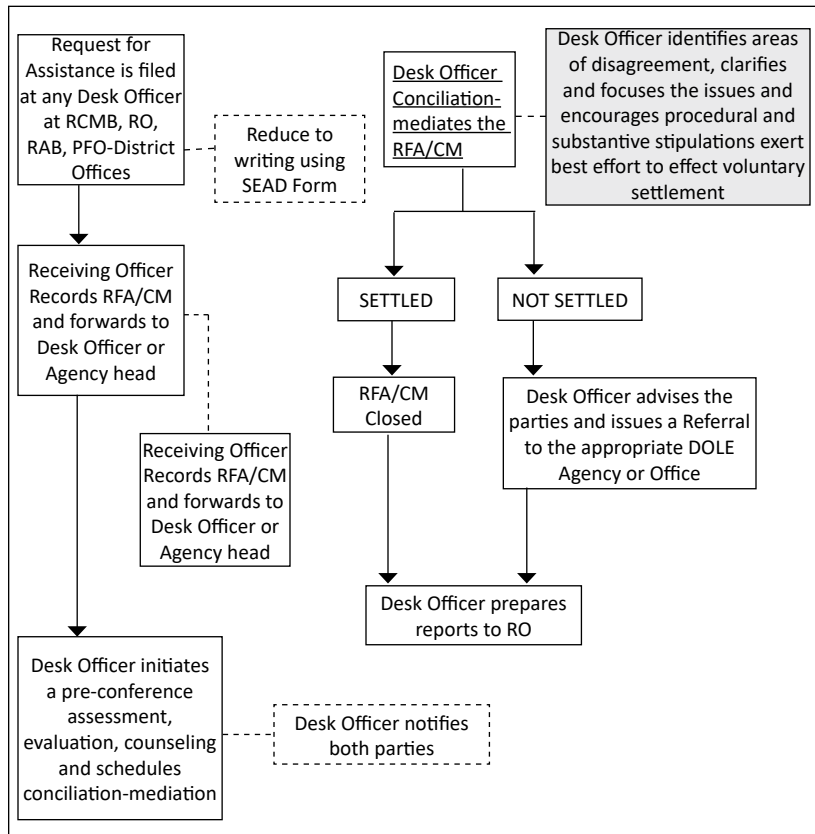 Request for
Assistance is filed
at any Desk Officer
at RCMB, RO,
RAB, PFO-District
Offices
Reduce to
writing using
SEAD Form
Receiving Officer
Records RFA/CM
and forwards to
Desk Officer or
Agency head
Receiving Officer
Records RFA/CM
and forwards to
Desk Officer or
Agency head
Desk Officer initiates
a pre-conference
assessment,
evaluation, counseling
and schedules
conciliation-mediation
Desk Officer notifies
both parties
Desk Officer
Conciliation-
mediates the
RFA/CM
Desk Officer identifies areas
of disagreement, clarifies
and focuses the issues and
encourages procedural and
substantive stipulations exert
best effort to effect voluntary
settlement
SETTLED
NOT SETTLED
RFA/CM
Closed
Desk Officer advises the
parties and issues a Referral
to the appropriate DOLE
Agency or Office
Desk Officer prepares
reports to RO